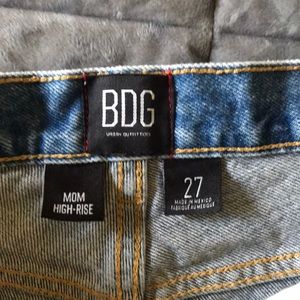 BDG
URBAN OUTFITTERS
MOM
HIGH-RISE
27
MADE IN MEXICO
FABRIQUÉ AU MEXIQUE